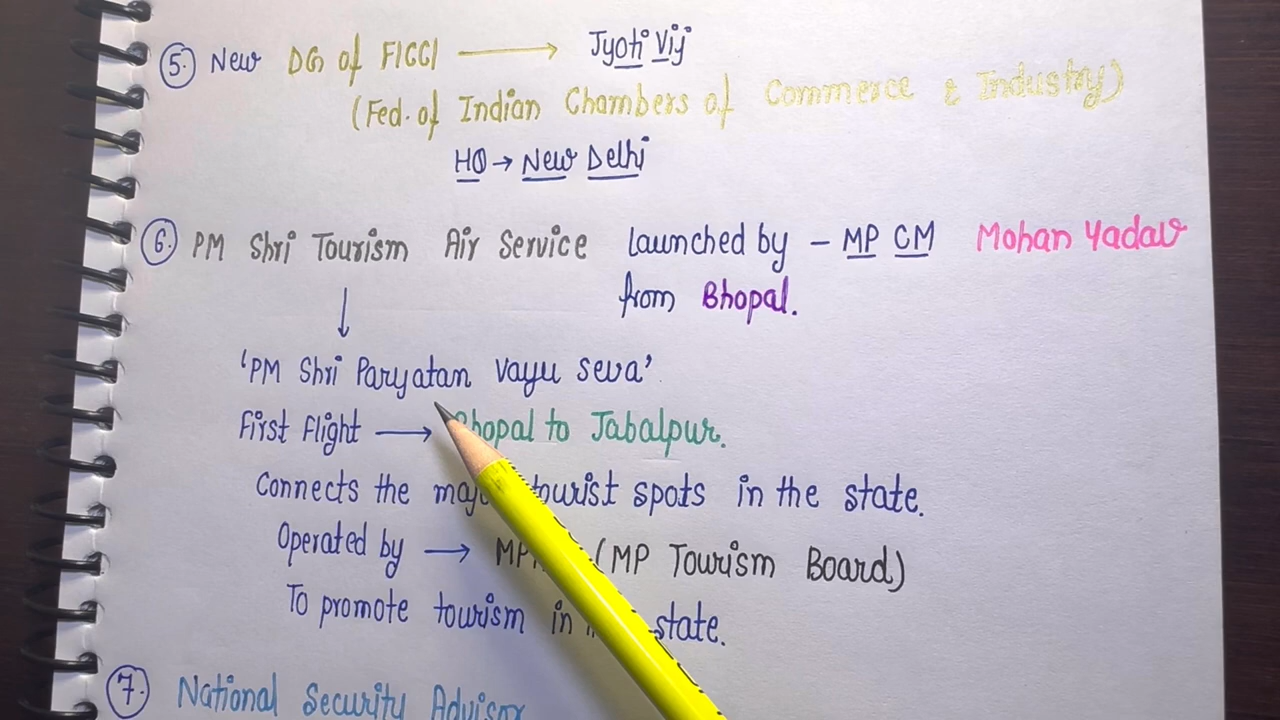 5. New DG of FICCI → Jyoti Vij
(Fed. of Indian Chambers of Commerce & Industry)
HO → New Delhi
6. PM Shri Tourism Air Service launched by - MP CM Mohan Yadav
from Bhopal.
'PM Shri Paryatan Vayu Seva'
First Flight → Bhopal to Jabalpur.
Connects the major tourist spots in the state.
Operated by → (MP Tourism Board)
To promote tourism in state.
7. National Security Advisor